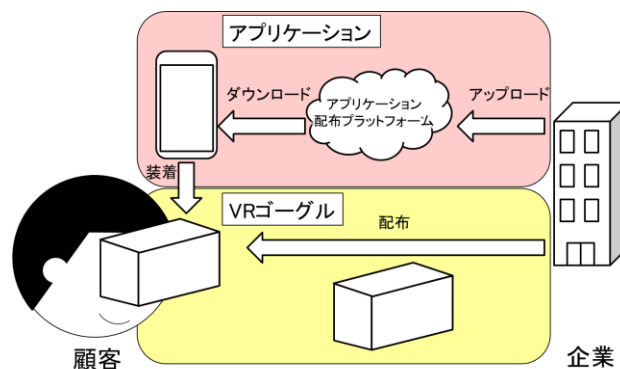 アプリケーション
ダウンロード
アプリケーション
配布プラットフォーム
アップロード
装着
VRゴーグル
配布
顧客
企業